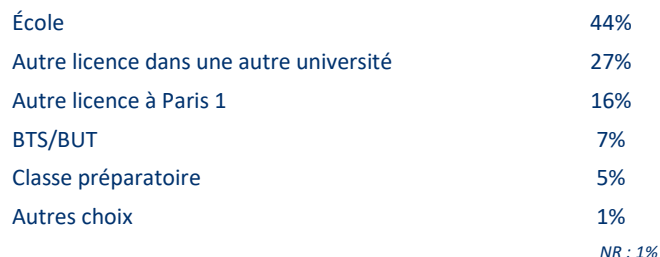 École 44%
Autre licence dans une autre université 27%
Autre licence à Paris 1 16%
BTS/BUT 7%
Classe préparatoire 5%
Autres choix 1%
NR : 1%